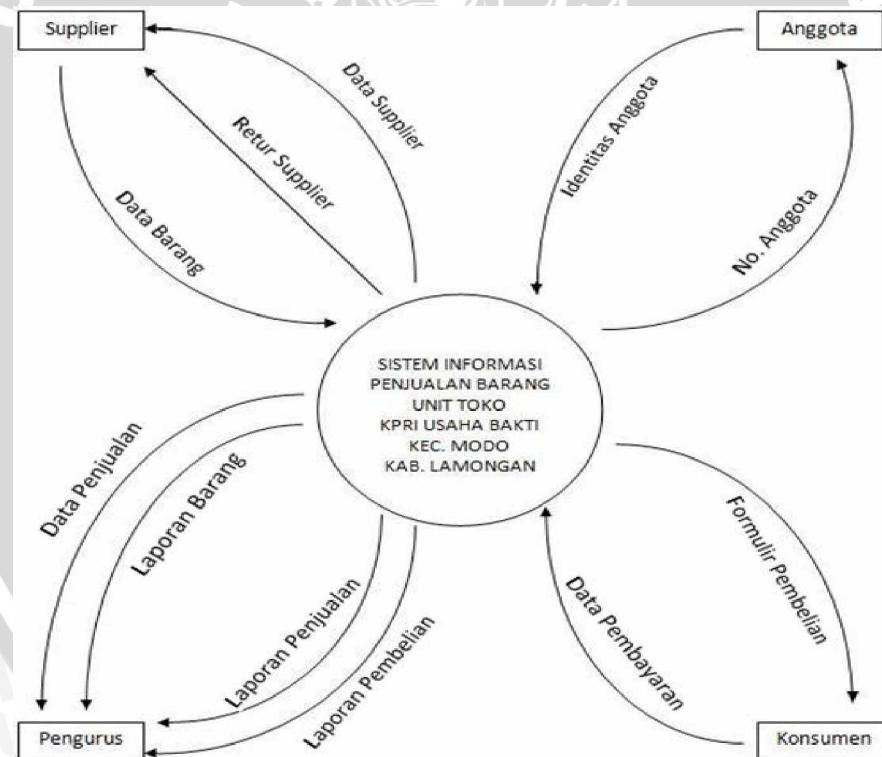 Supplier
Anggota
Data Supplier
Retur Supplier
Data Barang
Identitas Anggota
No. Anggota
SISTEM INFORMASI
PENJUALAN BARANG
UNIT TOKO
KPRI USAHA BAKTI
KEC. MODO
KAB. LAMONGAN
Data Penjualan
Laporan Barang
Laporan Penjualan
Laporan Pembelian
Data Pembayaran
Formulir Pembelian
Pengurus
Konsumen